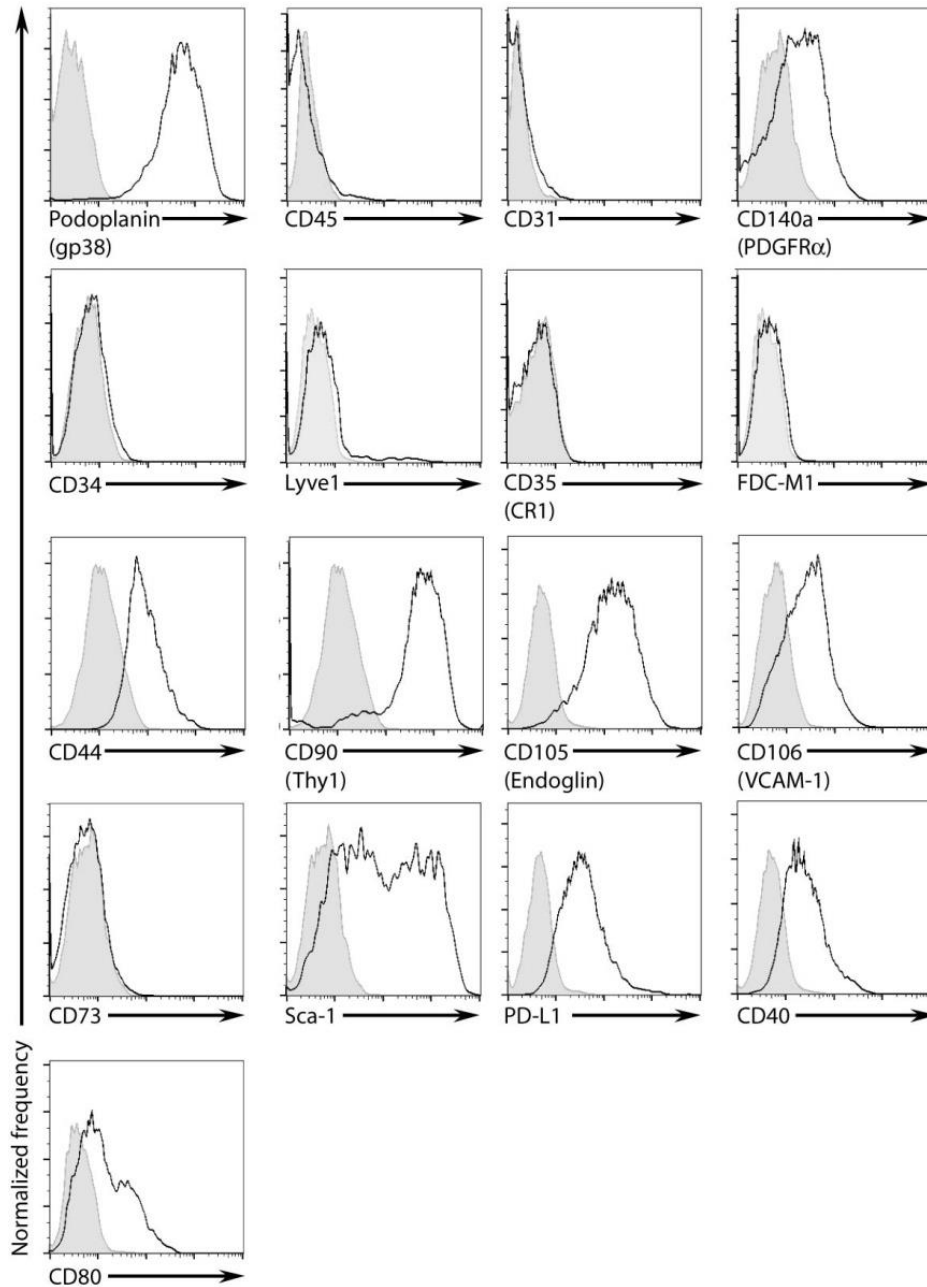 Podoplanin
(gp38)
CD45
CD31
CD140a
(PDGFRα)
CD34
Lyve1
CD35
(CR1)
FDC-M1
CD44
CD90
(Thy1)
CD105
(Endoglin)
CD106
(VCAM-1)
CD73
Sca-1
PD-L1
CD40
Normalized frequency
CD80